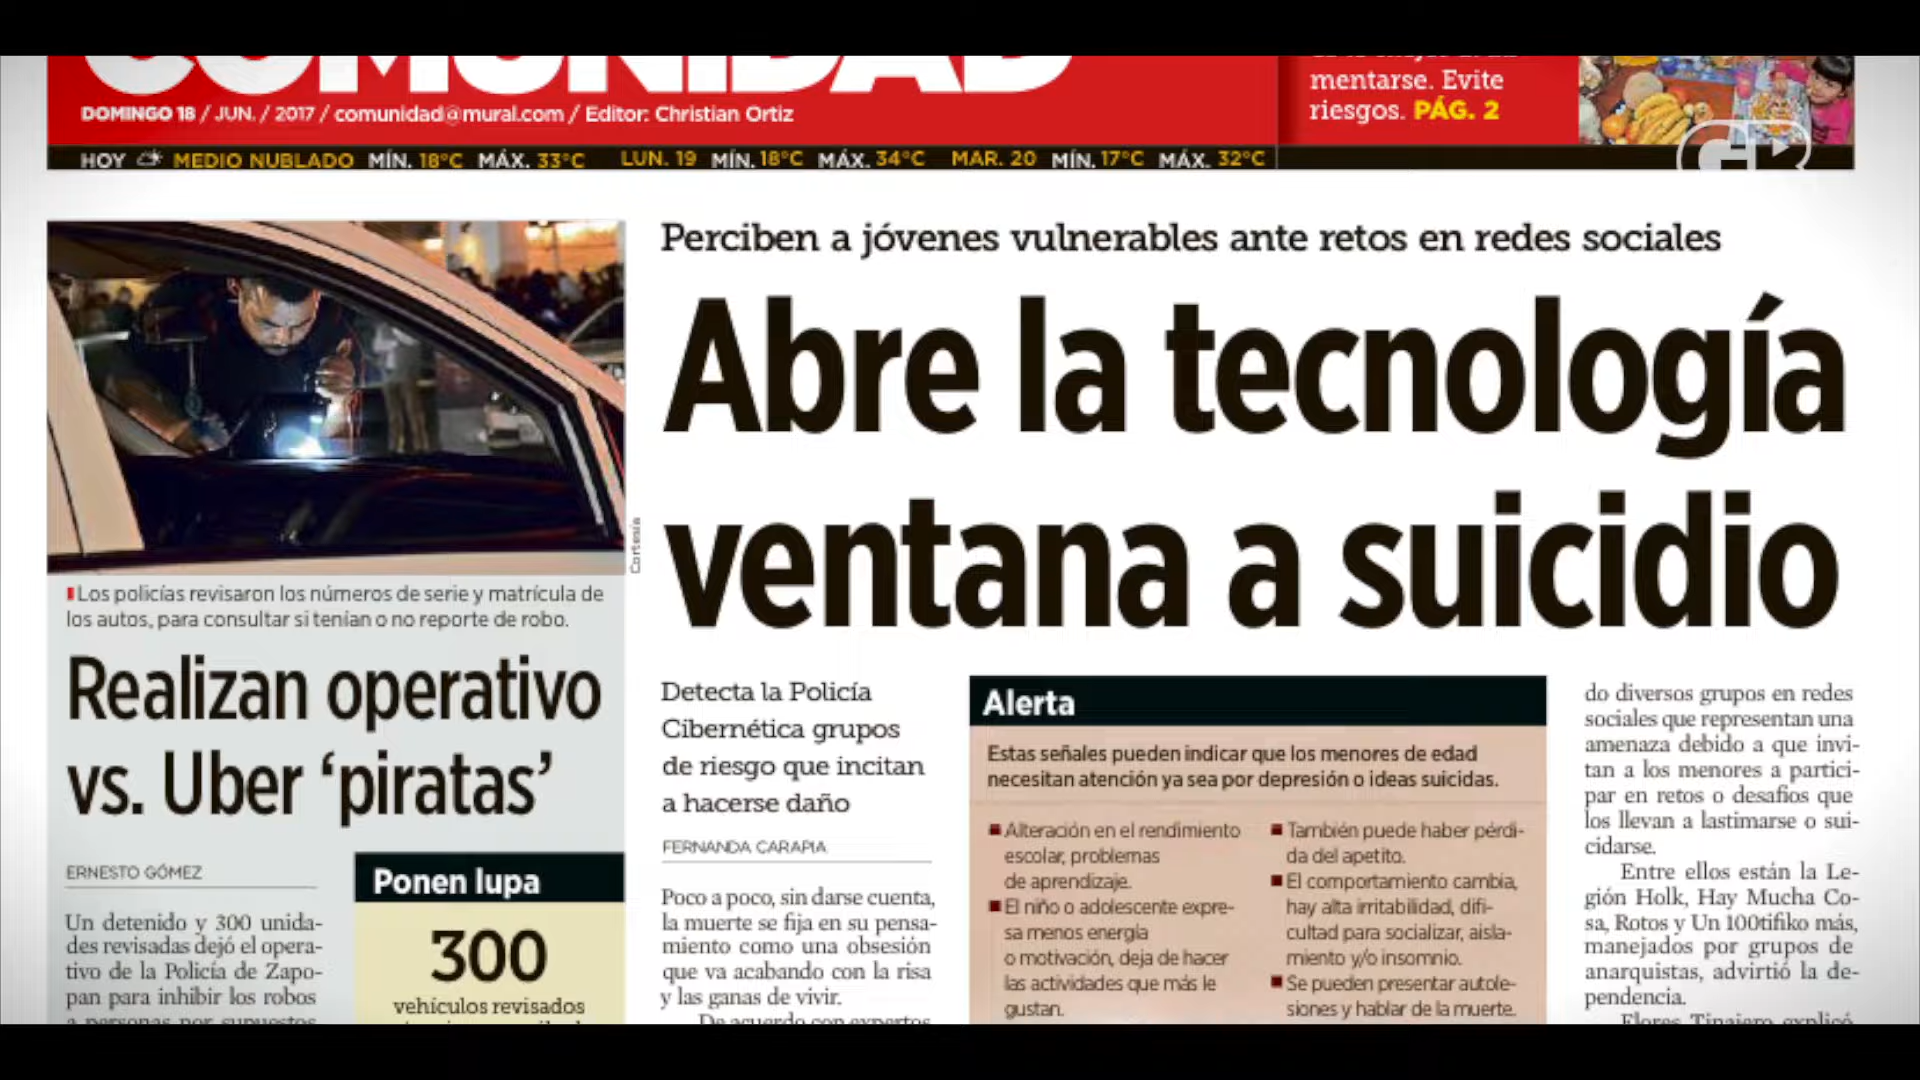 COMUNIDAD
DOMINGO 18 / JUN. / 2017 / comunidad@mural.com / Editor: Christian Ortiz
mentarse. Evite
riesgos. PÁG. 2
HOY MEDIO NUBLADO MÍN. 18°C MÁX. 33°C LUN. 19 MÍN. 18°C MÁX. 34°C MAR. 20 MÍN. 17°C MÁX. 32°C
Cortesía
Los policías revisaron los números de serie y matrícula de
los autos, para consultar si tenían o no reporte de robo.
Realizan operativo
vs. Uber ‘piratas’
ERNESTO GÓMEZ
Un detenido y 300 unida-
des revisadas dejó el opera-
tivo de la Policía de Zapo-
pan para inhibir los robos
a personas por supuestos
Ponen lupa
300
vehículos revisados
Perciben a jóvenes vulnerables ante retos en redes sociales
Abre la tecnología
ventana a suicidio
Detecta la Policía
Cibernética grupos
de riesgo que incitan
a hacerse daño
FERNANDA CARAPIA
Poco a poco, sin darse cuenta,
la muerte se fija en su pensa-
miento como una obsesión
que va acabando con la risa
y las ganas de vivir.
De acuerdo con expertos
Alerta
Estas señales pueden indicar que los menores de edad
necesitan atención ya sea por depresión o ideas suicidas.
Alteración en el rendimiento
escolar, problemas
de aprendizaje.
El niño o adolescente expre-
sa menos energía
o motivación, deja de hacer
las actividades que más le
gustan.
También puede haber pérdi-
da del apetito.
El comportamiento cambia,
hay alta irritabilidad, difi-
cultad para socializar, aisla-
miento y/o insomnio.
Se pueden presentar autole-
siones y hablar de la muerte.
do diversos grupos en redes
sociales que representan una
amenaza debido a que invi-
tan a los menores a partici-
par en retos o desafíos que
los llevan a lastimarse o sui-
cidarse.
Entre ellos están la Le-
gión Holk, Hay Mucha Co-
sa, Rotos y Un 100tifiko más,
manejados por grupos de
anarquistas, advirtió la de-
pendencia.
Flores Tinajero explicó